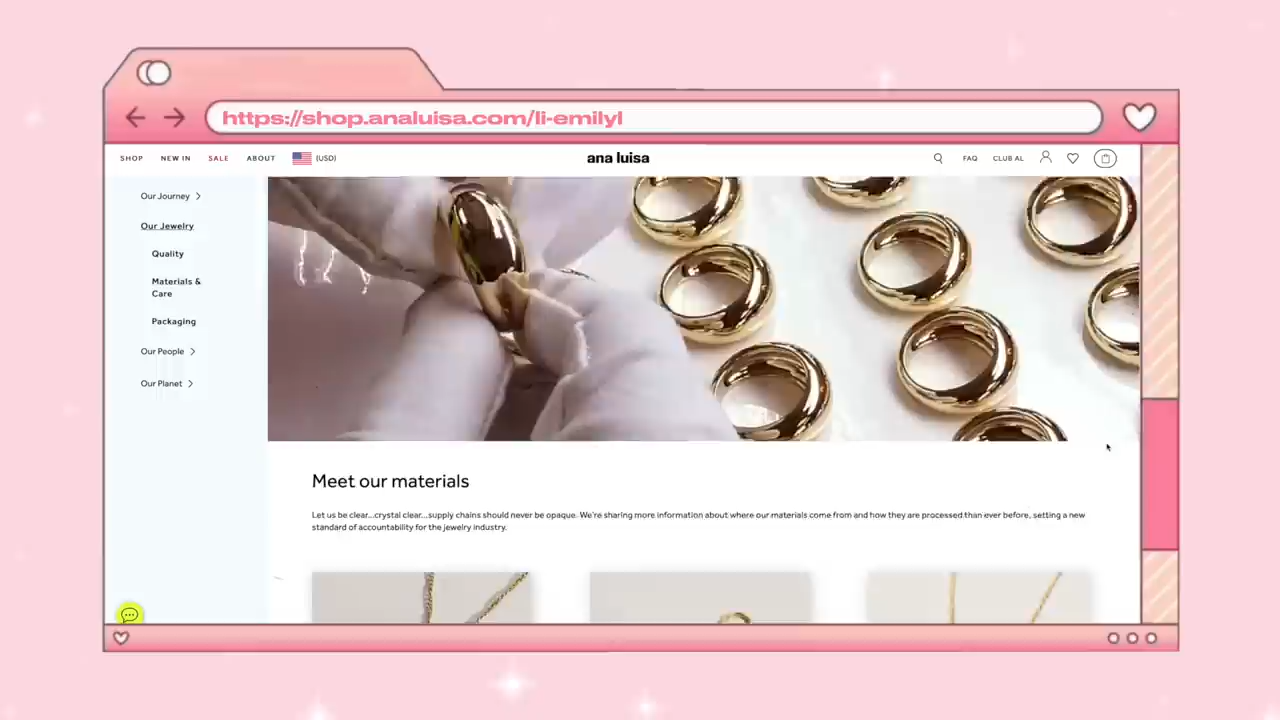 https://shop.analuisa.com/li-emilyl
SHOP NEW IN SALE ABOUT (USD) ana luisa FAQ CLUB AL
Our Journey
Our Jewelry
Quality
Materials &
Care
Packaging
Our People
Our Planet
Meet our materials
Let us be clear...crystal clear...supply chains should never be opaque. We're sharing more information about where our materials come from and how they are processed than ever before, setting a new
standard of accountability for the jewelry industry.